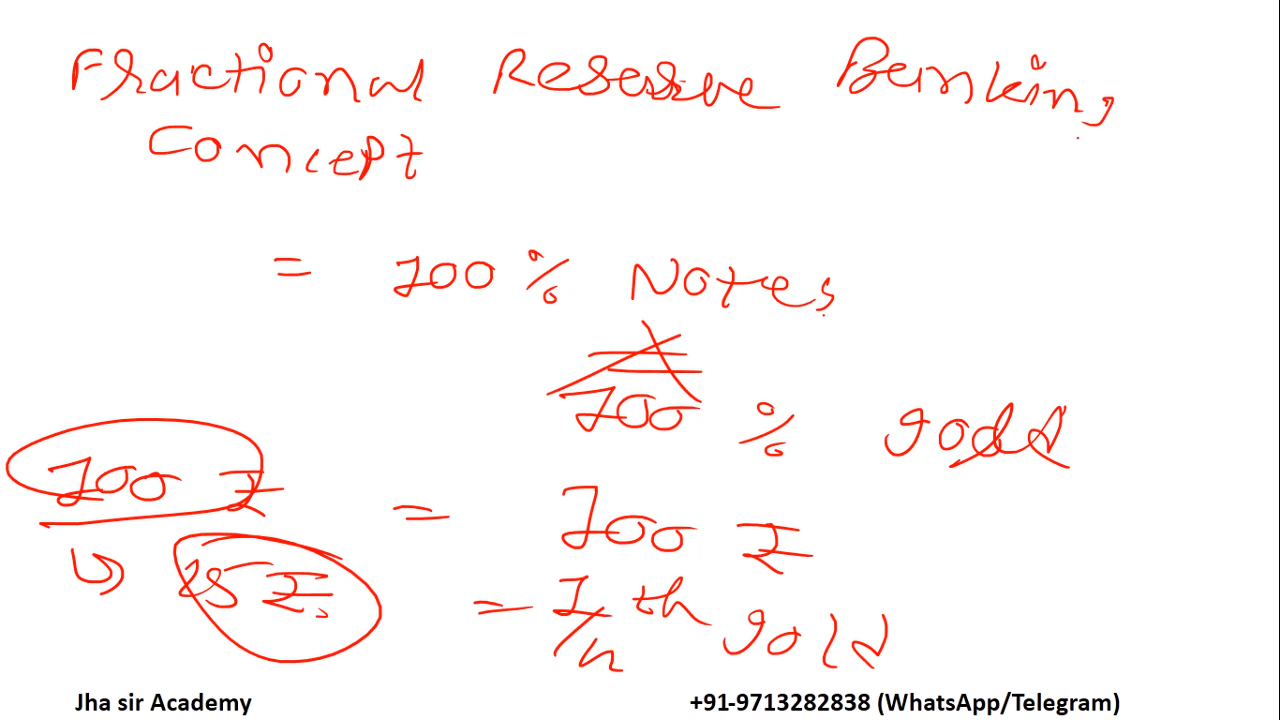 Fractional Reserve Banking
Concept
= 100 % Notes
100 % gold
100 ₹ = 100 ₹
↳ 25 ₹ = 1/4 th gold
Jha sir Academy +91-9713282838 (WhatsApp/Telegram)